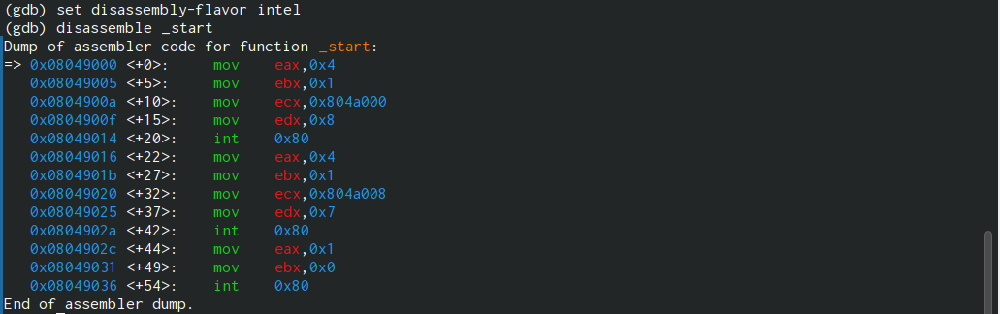 (gdb) set disassembly-flavor intel
(gdb) disassemble _start
Dump of assembler code for function _start:
=> 0x08049000 <+0>:     mov    eax,0x4
   0x08049005 <+5>:     mov    ebx,0x1
   0x0804900a <+10>:    mov    ecx,0x804a000
   0x0804900f <+15>:    mov    edx,0x8
   0x08049014 <+20>:    int    0x80
   0x08049016 <+22>:    mov    eax,0x4
   0x0804901b <+27>:    mov    ebx,0x1
   0x08049020 <+32>:    mov    ecx,0x804a008
   0x08049025 <+37>:    mov    edx,0x7
   0x0804902a <+42>:    int    0x80
   0x0804902c <+44>:    mov    eax,0x1
   0x08049031 <+49>:    mov    ebx,0x0
   0x08049036 <+54>:    int    0x80
End of assembler dump.